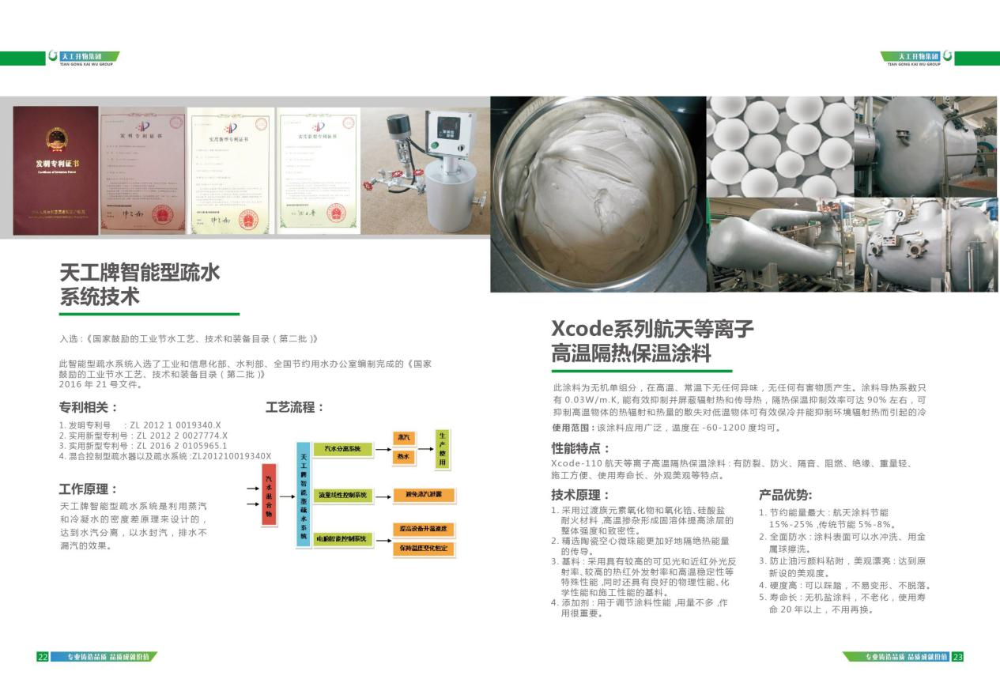 天工开物集团
TIAN GONG KAI WU GROUP
发明专利证书
Certificate of Invention Patent
发明专利证书
实用新型专利证书
实用新型专利证书
天工牌智能型疏水
系统技术
入选：《国家鼓励的工业节水工艺、技术和装备目录（第二批）》
此智能型疏水系统入选了工业和信息化部、水利部、全国节约用水办公室编制完成的《国家
鼓励的工业节水工艺、技术和装备目录（第二批）》
2016 年 21 号文件。
专利相关：
1. 发明专利号 ：ZL 2012 1 0019340.X
2. 实用新型专利号：ZL 2012 2 0027774.X
3. 实用新型专利号：ZL 2016 2 0105965.1
4. 混合控制型疏水器以及疏水系统:ZL201210019340X
工作原理：
天工牌智能型疏水系统是利用蒸汽
和冷凝水的密度差原理来设计的，
达到水汽分离，以水封汽，排水不
漏汽的效果。
工艺流程：
汽水混合物
天工牌智能型疏水系统
汽水分离系统
蒸汽
热水
生产使用
流量线性控制系统
避免蒸汽泄露
电脑智能控制系统
提高设备升温速度
保持温度变化恒定
22
专业铸造品质 品质成就价值
天工开物集团
TIAN GONG KAI WU GROUP
Xcode系列航天等离子
高温隔热保温涂料
此涂料为无机单组分，在高温、常温下无任何异味，无任何有害物质产生。涂料导热系数只
有 0.03W/m.K, 能有效抑制并屏蔽辐射热和传导热，隔热保温抑制效率可达 90% 左右，可
抑制高温物体的热辐射和热量的散失对低温物体可有效保冷并能抑制环境辐射热而引起的冷
使用范围：该涂料应用广泛，温度在 -60-1200 度均可。
性能特点：
Xcode-110 航天等离子高温隔热保温涂料：有防裂、防火、隔音、阻燃、绝缘、重量轻、
施工方便、使用寿命长、外观美观等特点。
技术原理：
1. 采用过渡族元素氧化物和氧化锆、硅酸盐
耐火材料 ,高温掺杂形成固溶体提高涂层的
整体强度和致密性。
2. 精选陶瓷空心微珠能更加好地隔绝热能量
的传导。
3. 基料：采用具有较高的可见光和近红外光反
射率、较高的热红外发射率和高温稳定性等
特殊性能 ,同时还具有良好的物理性能、化
学性能和施工性能的基料。
4. 添加剂：用于调节涂料性能 ,用量不多 ,作
用很重要。
产品优势:
1. 节约能量最大：航天涂料节能
15%-25% ,传统节能 5%-8%。
2. 全面防水：涂料表面可以水冲洗、用金
属球擦洗。
3. 防止油污颜料粘附，美观漂亮：达到原
新设的美观度。
4. 硬度高：可以踩踏，不易变形、不脱落。
5. 寿命长：无机盐涂料，不老化，使用寿
命 20 年以上，不用再换。
专业铸造品质 品质成就价值
23